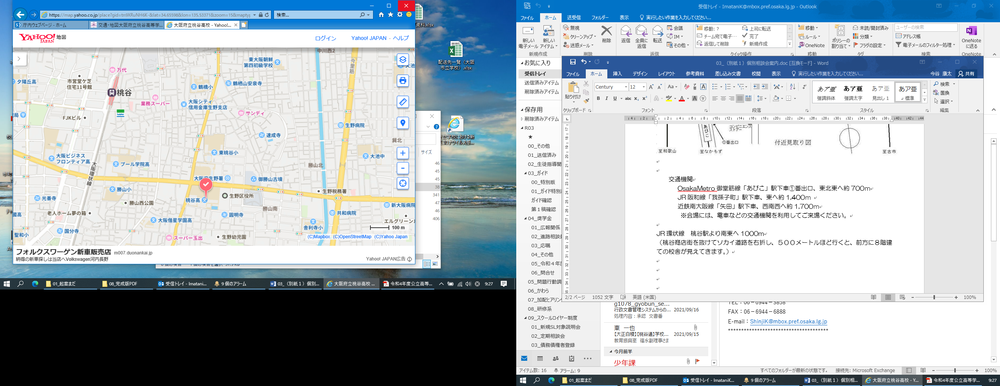 https://map.yahoo.co.jp/place?gid=tn9XRuNH6K-&lat=34.65598&lon=135.53371&zoom=15&maptyp
検索...
庁内ウェブページ - ホーム
交通・地図大阪府立桃谷高等学...
大阪府立桃谷高校 - Yahoo!...
YAHOO! JAPAN 地図
ログイン
Yahoo! JAPAN - ヘルプ
中川西2
今里筋
東大阪朝鮮
第四初級学校
万代
夕陽丘高
市営堂ケ芝
住宅11号館
鶴橋小
鶴栖山安泉寺
桃谷
業務スーパー
大阪シティ
信用金庫生野支店
サンディ
FJKビル
生野病院
速成寺
巽北
東桃谷小
大池中
大阪ビジネス
フロンティア高
プール学院高
大阪環状線
勝山北
大阪府生野署
御勝山古墳
勝山小
生野税務署
光善寺
桃谷高
生野区役所
勝山西公園
勝山南
新大阪病院
国高
老人ホーム夢の箱
圓明寺
共和病院
大阪偕星学園高
エルグリーンガ
舎利寺小
100 m
国分寺
聖和小
スーパー玉出
生野幼児園
(C)Mapbox (C)OpenStreetMap (C)Yahoo Japan
フォルクスワーゲン新車販売店 m007.duonankai.jp
納得の新車探しは当店へVolkswagen河内長野
Yahoo! JAPAN広告
サイズ
46
45
45
38
341
47
46
406
資料.xlsx
配送先一覧（大阪
市立学校）.xlsx
立学校における新
型コロナウイルス感...
01_起案まだ
08_完成版PDF
受信トレイ - Imatani...
9 個のアラーム
03_（別紙１）個別...
大阪府立桃谷高校 ...
令和4年度公立高等学...
9:27
受信トレイ - ImataniK@mbox.pref.osaka.lg.jp - Outlook
ファイル ホーム 送受信 フォルダー 表示 実行したい作業を入力してください...
新しい
電子メール
新しい
アイテム
新規作成
無視
クリーンアップ
迷惑メール
削除
削除
返信
全員に
返信
転送
会議
IM
その他
返信
移動: ?
チーム宛て電子...
返信して削除
上司に転送
完了
新規作成
クイック操作
移動
ルール
OneNote
移動
ポリシーの
割り当て
未読/開封済み
分類
フラグの設定
タグ
ユーザーの検索
アドレス帳
電子メールのフィルター処理
検索
OneNote
に送る
OneNote
お気に入り
受信トレイ
送信済みアイテム
削除済みアイテム
保存用
削除済みアイテム
R03
★
00_その他
01_送信済み
02_生徒指導関
03_ガイド
00_特別版
01_ガイド特別
ガイド確認
第１稿確認
04_奨学金
01_広報関係
02_進路相談
03_応嘱
04_その他
05_令和４年度
06_問合せ
05_問題行動調
06_かわら
07_加配ヒアリング
08_研修系
09_スクールロイヤー制度
01_新規SL対象説明会
02_定期相談会
03_債務債権者登録
03_（別紙１）個別相談会案内.doc [互換モード] - Word
ファイル ホーム 挿入 デザイン レイアウト 参考資料 差し込み文書 校閲 表示 実行したい作業を入力してください...
今谷 康太 共有
貼り付け
クリップボード
Century 12
フォント
段落
あア亜 強調斜体
あア亜 強調太字
あア亜 見出し 1
あア亜 標準
スタイル
検索
置換
選択
編集
あびこ
コンビニエンス
ストアー
①番出口
付近見取り図
至和歌山
至なかもず
至古市
交通機関
OsakaMetro 御堂筋線「あびこ」駅下車①番出口、東北東へ約 700m
JR 阪和線「我孫子町」駅下車、東へ約 1,400m
近鉄南大阪線「矢田」駅下車、西南西へ約 1,700m
※会場には、電車などの交通機関を利用してご来場ください。
JR 環状線　桃谷駅より南東へ 1000m
（桃谷商店街を抜けてソカイ道路を右折し、５００メートルほど行くと、前方に８階建
ての校舎が見えてきます。）
2/2 ページ 1052 文字 英語 (米国)
100%
g1078_gyobun_se...
行政文書管理システムからの... 2021/09/16
処理内容：承認 文書番
東 一也
【大正白稜】【桃谷通】学校... 2021/09/15
教育振興室 福永副理事さま
今月前半
少年課
TEL：06－6944－3858
FAX：06－6944－6888
E-mail：ShinjiK@mbox.pref.osaka.lg.jp
**************************************
アイテム数: 16 アラーム: 9
すべてのフォルダーが最新の状態です。 接続先: Microsoft Exchange
100%
01_起案まだ
08_完成版PDF
受信トレイ - ImataniK...
9 個のアラーム
03_（別紙１）個別相...
大阪府立桃谷高校 - Y...
令和4年度公立高等学...
9:27